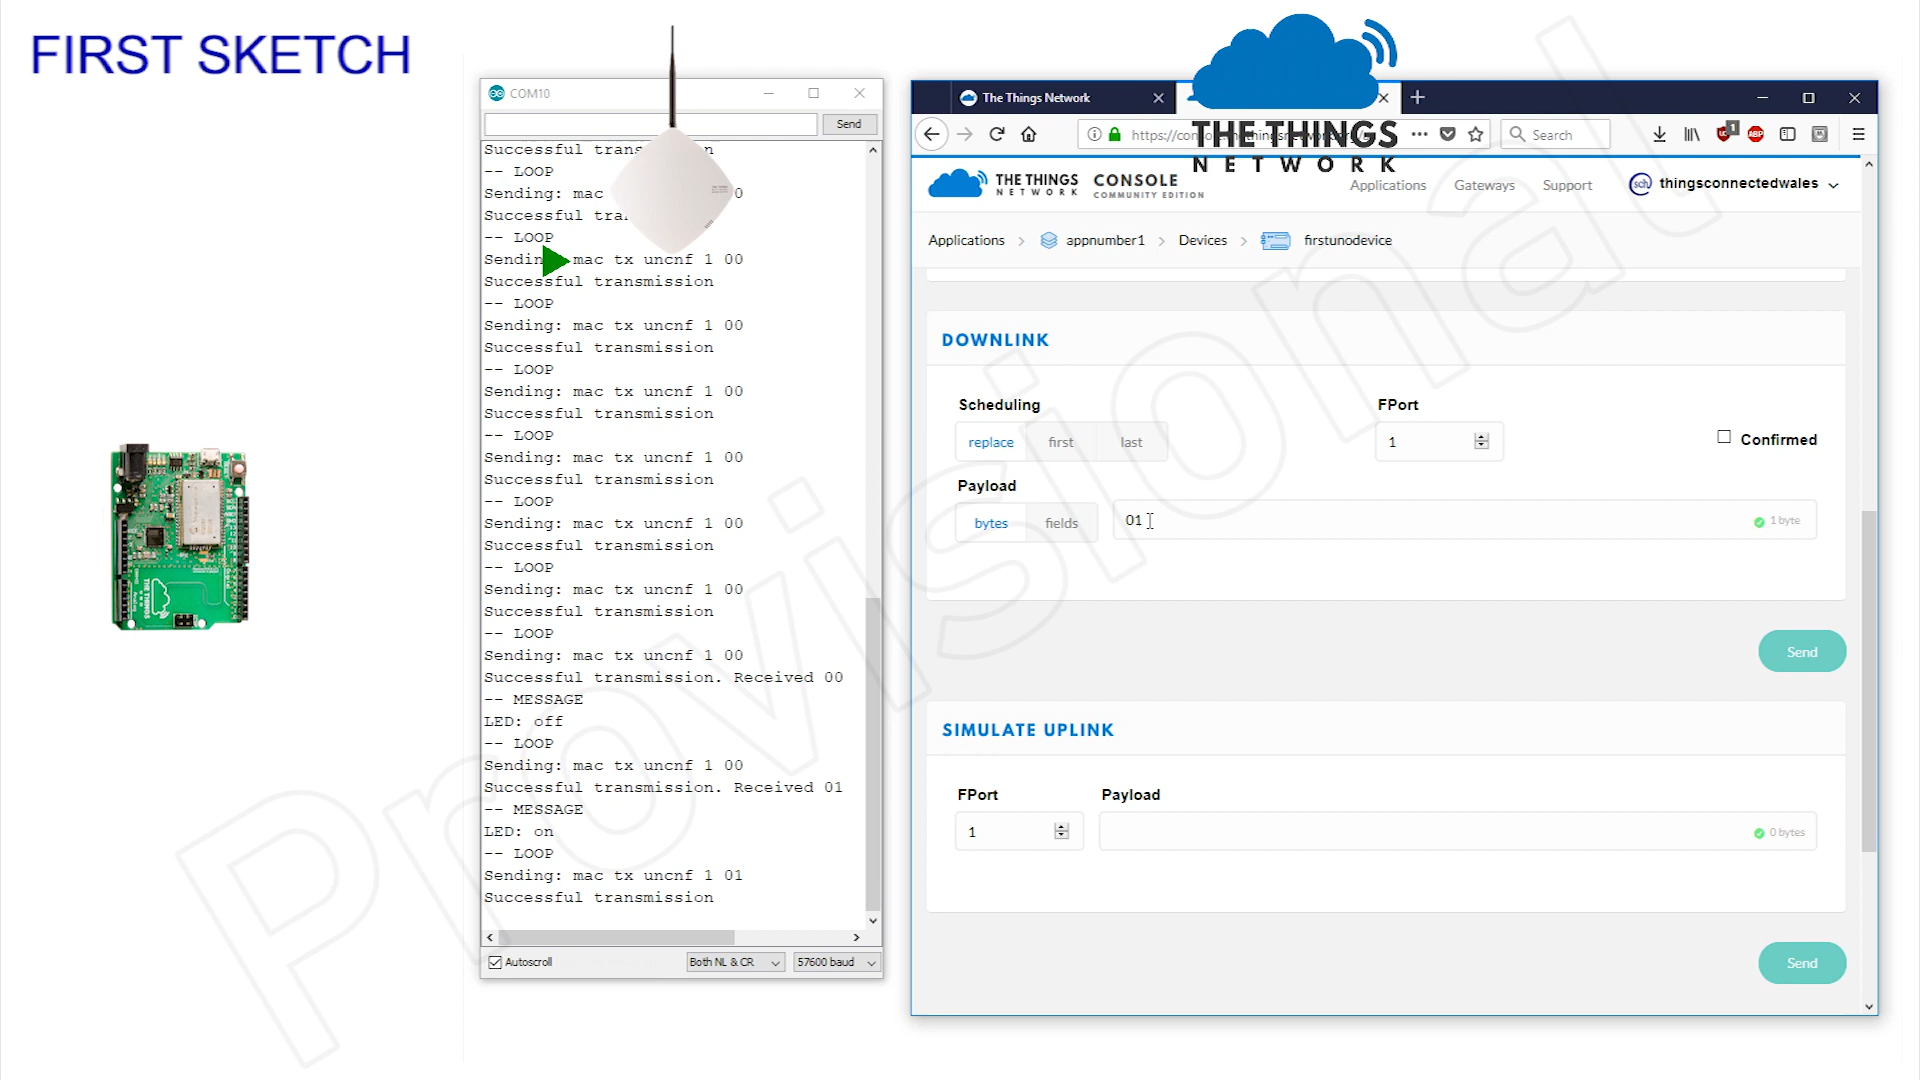 FIRST SKETCH
COM10
Send
Successful trans
-- LOOP
Sending: mac 0
Successful tra
-- LOOP
Sendin mac tx uncnf 1 00
Successful transmission
-- LOOP
Sending: mac tx uncnf 1 00
Successful transmission
-- LOOP
Sending: mac tx uncnf 1 00
Successful transmission
-- LOOP
Sending: mac tx uncnf 1 00
Successful transmission
-- LOOP
Sending: mac tx uncnf 1 00
Successful transmission
-- LOOP
Sending: mac tx uncnf 1 00
Successful transmission
-- LOOP
Sending: mac tx uncnf 1 00
Successful transmission. Received 00
-- MESSAGE
LED: off
-- LOOP
Sending: mac tx uncnf 1 00
Successful transmission. Received 01
-- MESSAGE
LED: on
-- LOOP
Sending: mac tx uncnf 1 01
Successful transmission
Autoscroll
Both NL & CR
57600 baud
THE THINGS
NETWORK
The Things Network
Search
1
THE THINGS
NETWORK
CONSOLE
COMMUNITY EDITION
Applications
Gateways
Support
sch
thingsconnectedwales
Applications > appnumber1 > Devices > firstunodevice
DOWNLINK
Scheduling
replace first last
FPort
1
Confirmed
Payload
bytes fields
01
1 byte
Send
SIMULATE UPLINK
FPort
1
Payload
0 bytes
Send
THE THINGS
Provisional